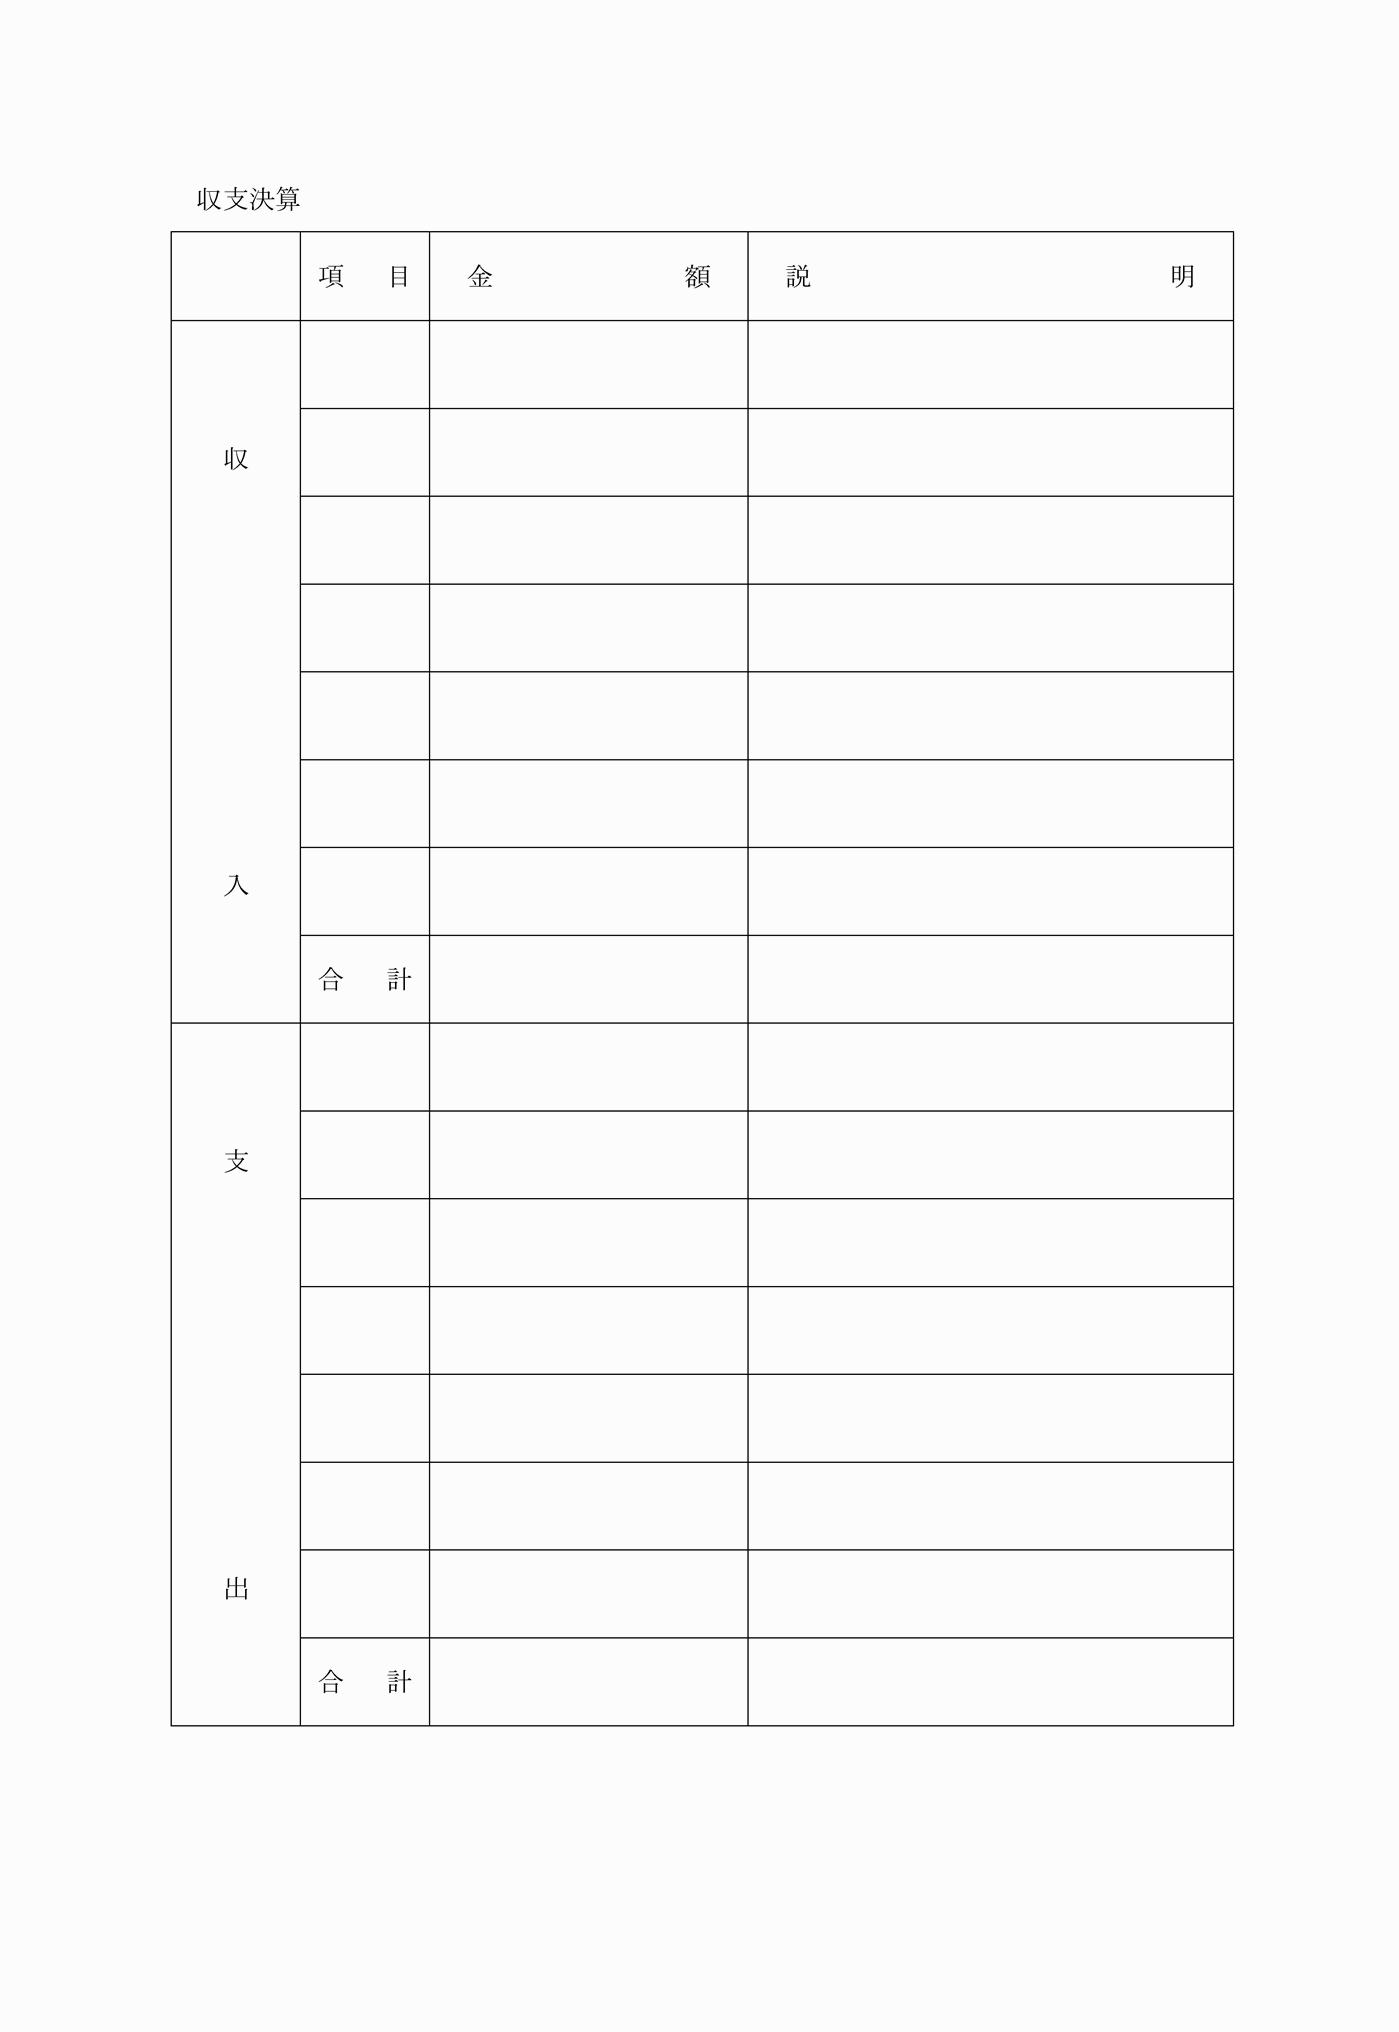 収支決算
項　目　金　額　説　明
収
入
合　計
支
出
合　計